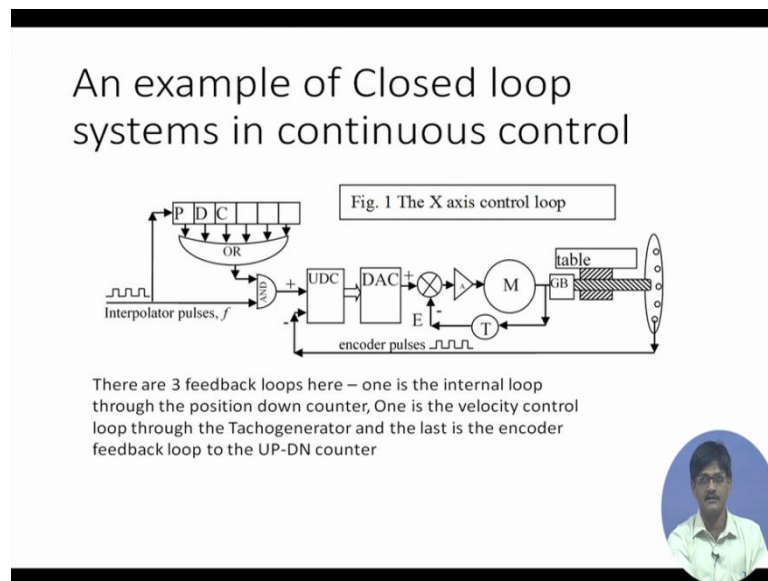 An example of Closed loop
systems in continuous control
Fig. 1 The X axis control loop
P D C
OR
AND
Interpolator pulses, f
+
-
UDC
DAC
+
-
E
A
M
T
GB
table
encoder pulses
There are 3 feedback loops here – one is the internal loop
through the position down counter, One is the velocity control
loop through the Tachogenerator and the last is the encoder
feedback loop to the UP-DN counter